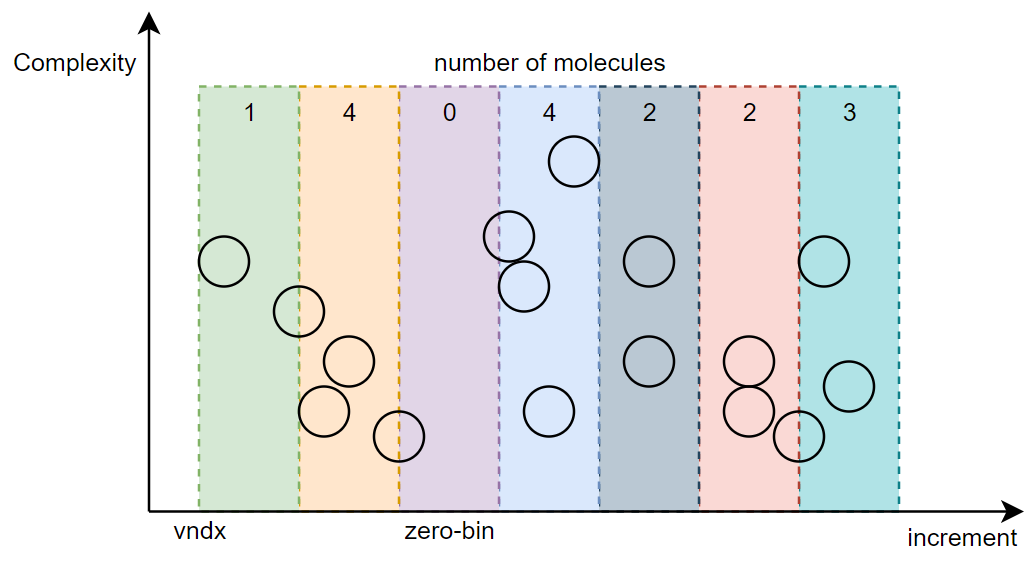 Complexity
number of molecules
1 4 0 4 2 2 3
vndx
zero-bin
increment